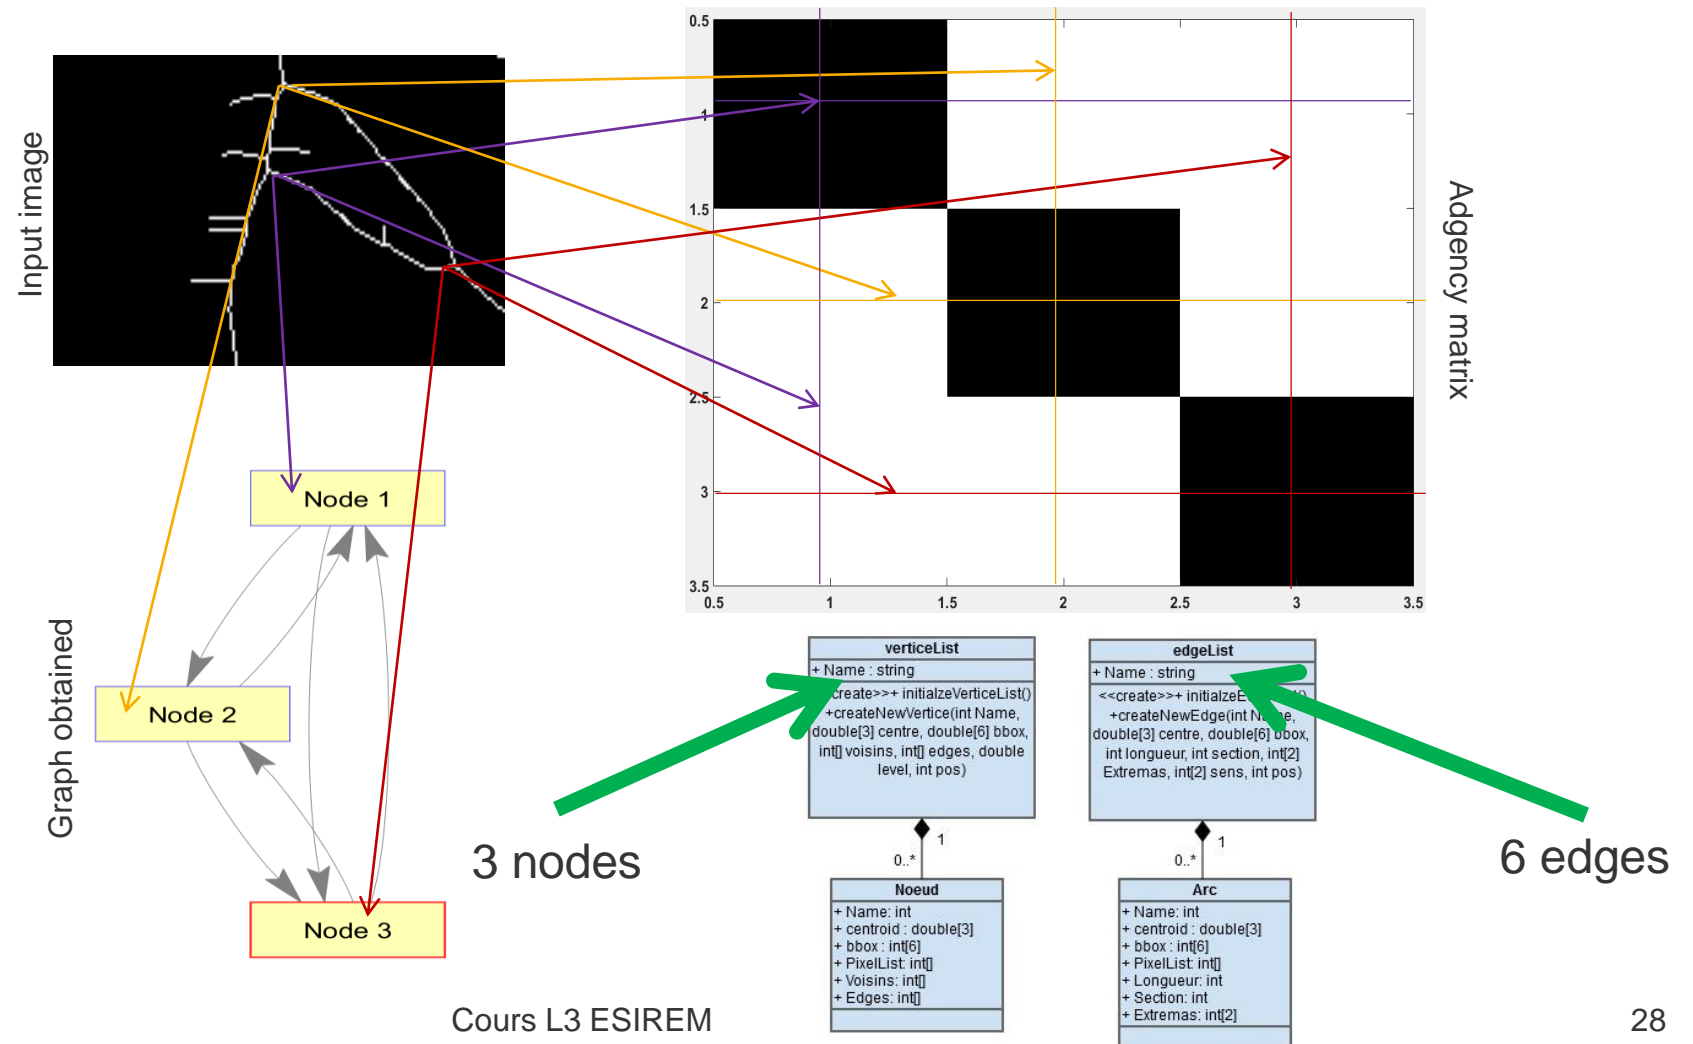 Input image
0.5
1
1.5
2
2.5
3
3.5
0.5
1
1.5
2
2.5
3
3.5
Adgency matrix
Graph obtained
Node 1
Node 2
Node 3
3 nodes
verticeList
+ Name : string
create>>+ initialzeVerticeList()
+createNewVertice(int Name,
double[3] centre, double[6] bbox,
int[] voisins, int[] edges, double
level, int pos)
1
0..*
Noeud
+ Name: int
+ centroid : double[3]
+ bbox : int[6]
+ PixelList: int[]
+ Voisins: int[]
+ Edges: int[]
edgeList
+ Name : string
<<create>>+
+createNewEdge(int Name,
double[3] centre, double[6] bbox,
int longueur, int section, int[2]
Extremas, int[2] sens, int pos)
1
0..*
Arc
+ Name: int
+ centroid : double[3]
+ bbox : int[6]
+ PixelList: int[]
+ Longueur: int
+ Section: int
+ Extremas: int[2]
6 edges
Cours L3 ESIREM
28